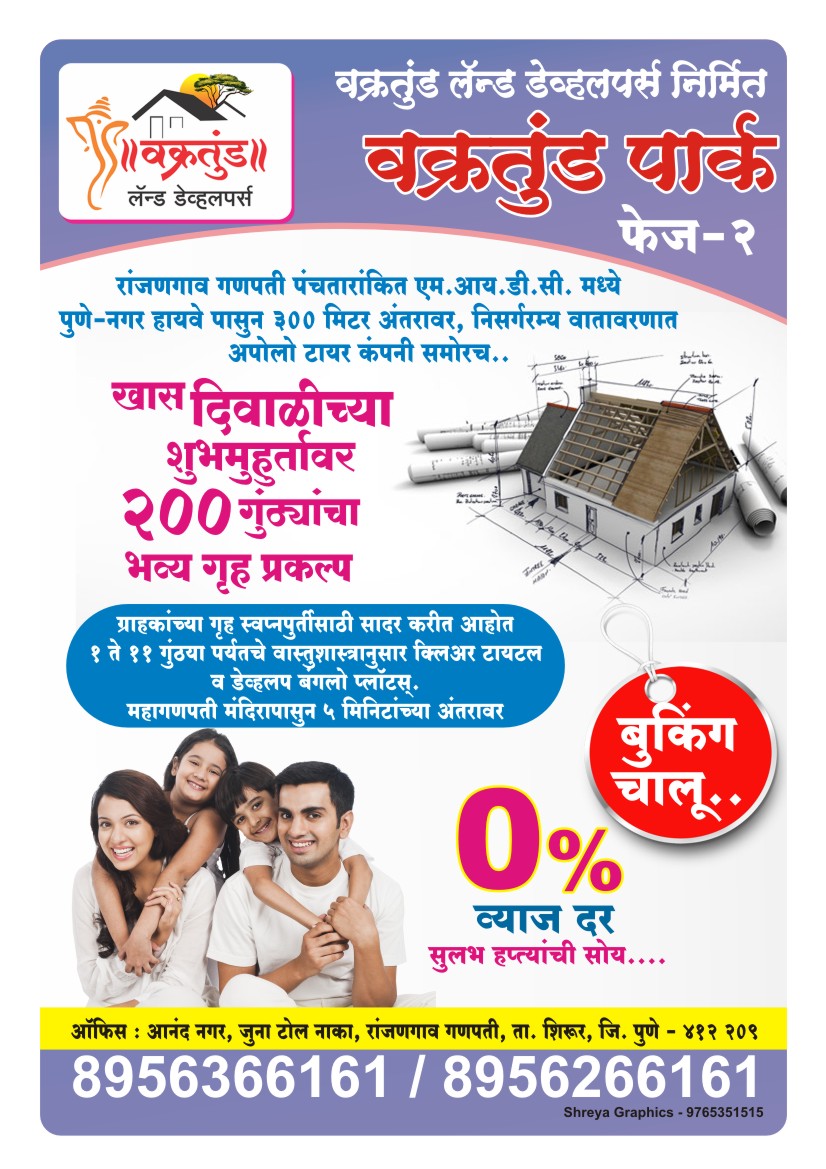 ॥वक्रतुंड॥
लॅन्ड डेव्हलपर्स
वक्रतुंड लॅन्ड डेव्हलपर्स निर्मित
वक्रतुंड पार्क
फेज-२
रांजणगाव गणपती पंचतारांकित एम.आय.डी.सी. मध्ये
पुणे-नगर हायवे पासुन ३०० मिटर अंतरावर, निसर्गरम्य वातावरणात
अपोलो टायर कंपनी समोरच..
खास दिवाळीच्या
शुभमुहुर्तावर
२०० गुंठ्यांचा
भव्य गृह प्रकल्प
ग्राहकांच्या गृह स्वप्नपुर्तीसाठी सादर करीत आहोत
१ ते ११ गुंठया पर्यतचे वास्तुशास्त्रानुसार क्लिअर टायटल
व डेव्हलप बंगलो प्लॉटस्.
महागणपती मंदिरापासुन ५ मिनिटांच्या अंतरावर
बुकिंग
चालू..
0%
व्याज दर
सुलभ हप्त्यांची सोय....
ऑफिस : आनंद नगर, जुना टोल नाका, रांजणगाव गणपती, ता. शिरूर, जि. पुणे - ४१२ २०९
8956366161 / 8956266161
Shreya Graphics - 9765351515